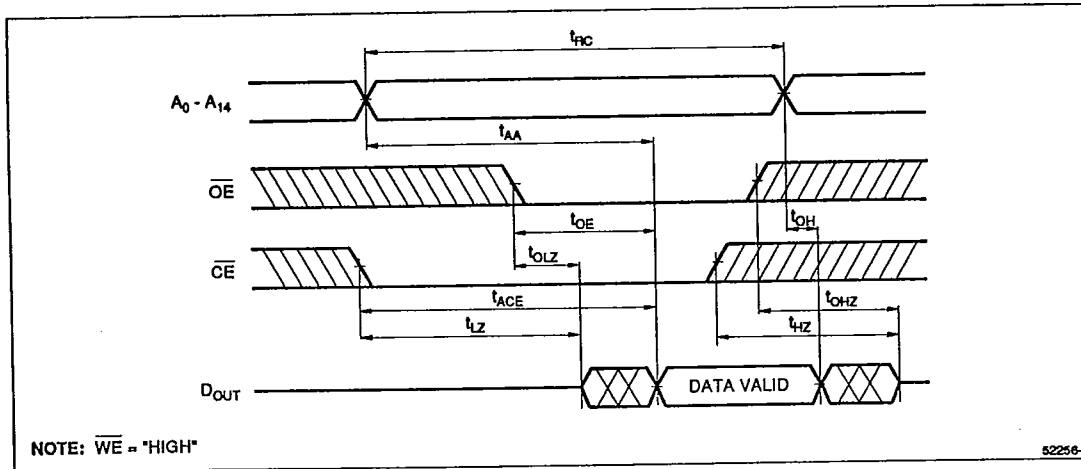 tRC
A0 - A14
tAA
OE
tOE
tOH
tOLZ
CE
tACE
tOHZ
tLZ
tHZ
DOUT
DATA VALID
NOTE: WE = "HIGH"
52256-